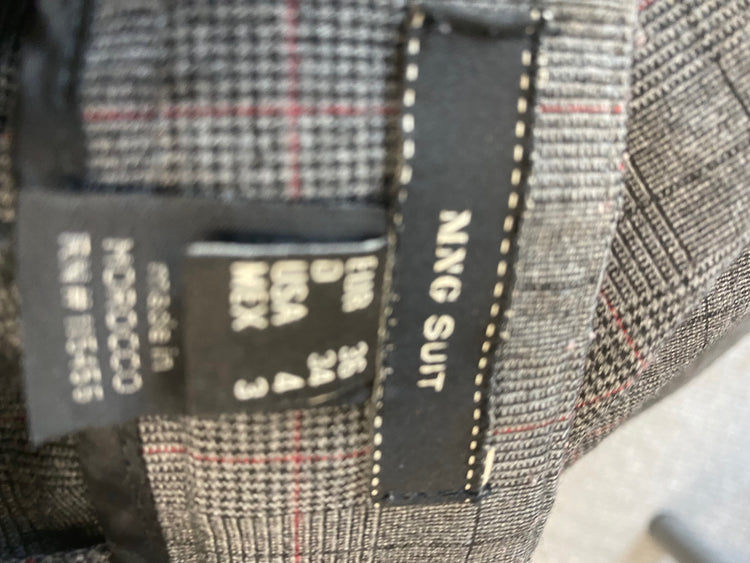 MNG SUIT
EUR 36
D 34
USA 4
MEX 3
made in
MOROCCO